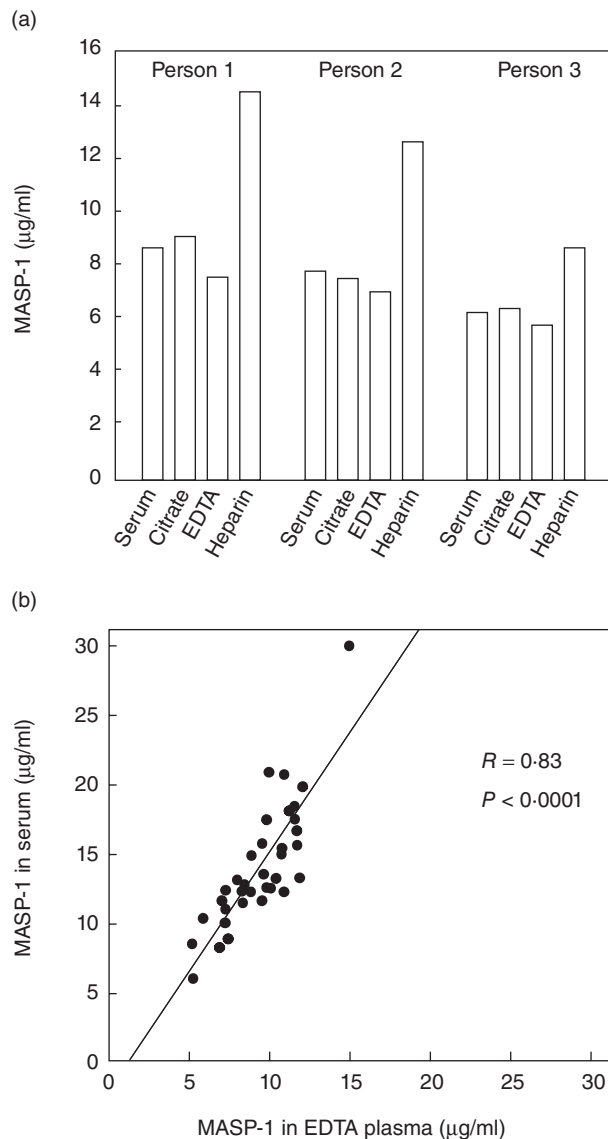 (a)
16
14
12
10
8
6
4
2
0
MASP-1 (µg/ml)
Person 1 Person 2 Person 3
Serum Citrate EDTA Heparin Serum Citrate EDTA Heparin Serum Citrate EDTA Heparin
(b)
30
25
20
15
10
5
0
MASP-1 in serum (µg/ml)
R = 0·83
P < 0·0001
0 5 10 15 20 25 30
MASP-1 in EDTA plasma (µg/ml)